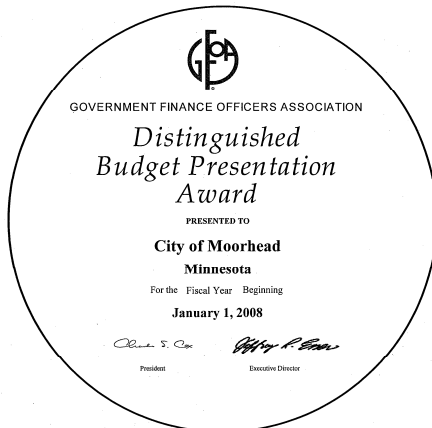 GFOA
GOVERNMENT FINANCE OFFICERS ASSOCIATION
Distinguished
Budget Presentation
Award
PRESENTED TO
City of Moorhead
Minnesota
For the Fiscal Year Beginning
January 1, 2008
President
Executive Director